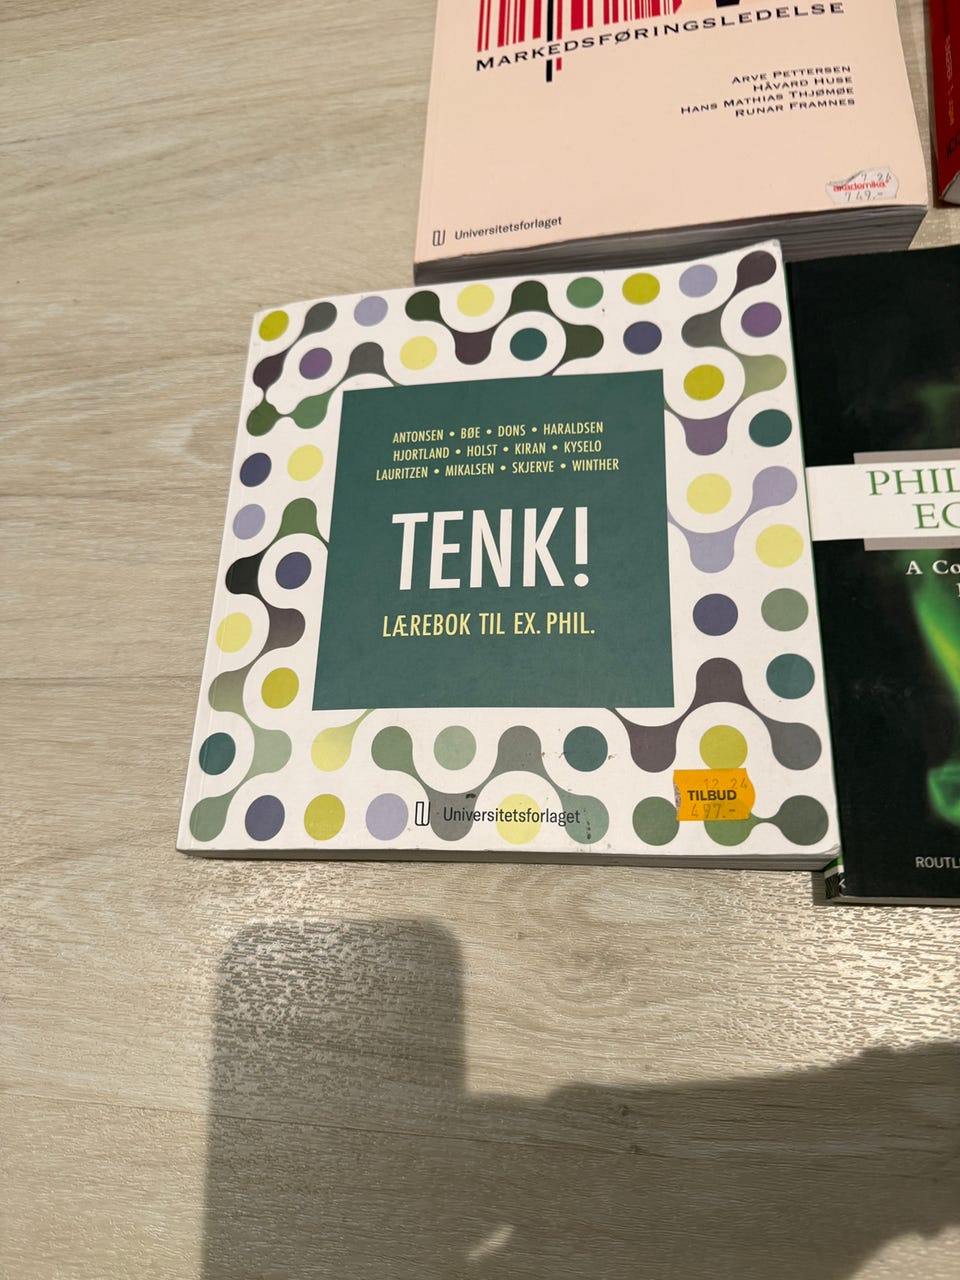 MARKEDSFØRINGSLEDELSE
ARVE PETTERSEN
HÅVARD HUSE
HANS MATHIAS THJØMØE
RUNAR FRAMNES
7 24
akademika
749.-
Universitetsforlaget
ANTONSEN • BØE • DONS • HARALDSEN
HJORTLAND • HOLST • KIRAN • KYSELO
LAURITZEN • MIKALSEN • SKJERVE • WINTHER
TENK!
LÆREBOK TIL EX. PHIL.
12 24
TILBUD
497.-
Universitetsforlaget
PHIL
EC
A Co
ROUTL